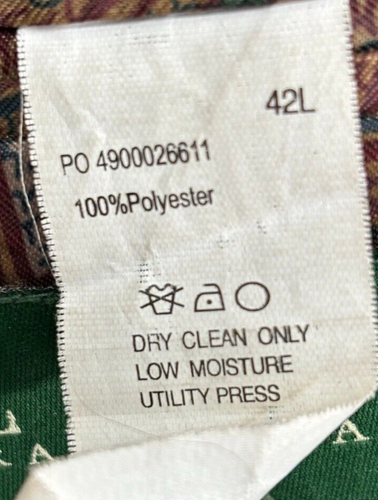 42L
PO 4900026611
100%Polyester
DRY CLEAN ONLY
LOW MOISTURE
UTILITY PRESS
A